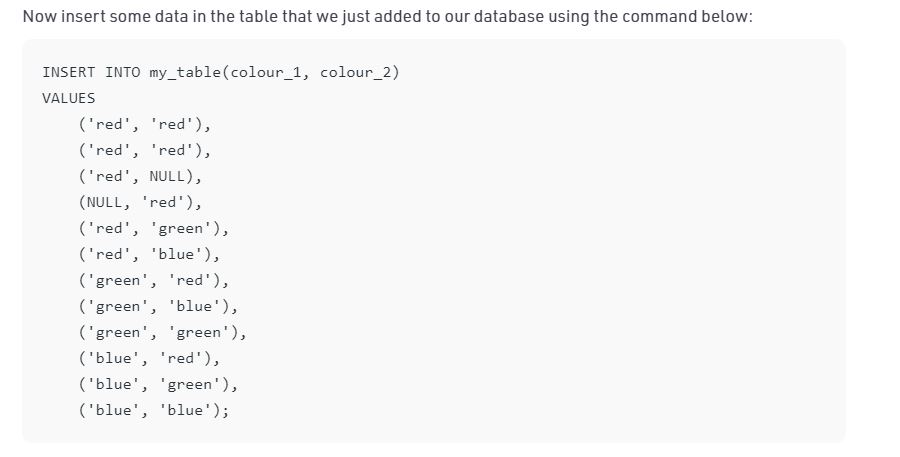 Now insert some data in the table that we just added to our database using the command below:
INSERT INTO my_table(colour_1, colour_2)
VALUES
    ('red', 'red'),
    ('red', 'red'),
    ('red', NULL),
    (NULL, 'red'),
    ('red', 'green'),
    ('red', 'blue'),
    ('green', 'red'),
    ('green', 'blue'),
    ('green', 'green'),
    ('blue', 'red'),
    ('blue', 'green'),
    ('blue', 'blue');